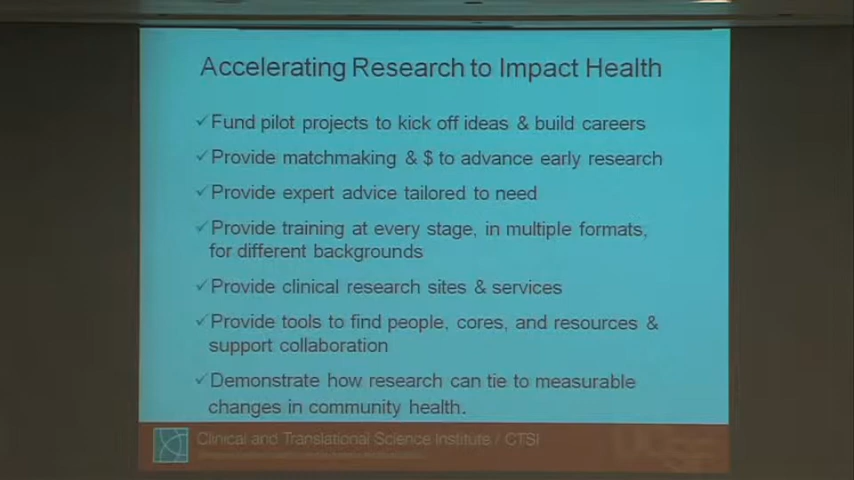 Accelerating Research to Impact Health
✓Fund pilot projects to kick off ideas & build careers
✓Provide matchmaking & $ to advance early research
✓Provide expert advice tailored to need
✓Provide training at every stage, in multiple formats,
for different backgrounds
✓Provide clinical research sites & services
✓Provide tools to find people, cores, and resources &
support collaboration
✓Demonstrate how research can tie to measurable
changes in community health.
Clinical and Translational Science Institute / CTSI
UCSF